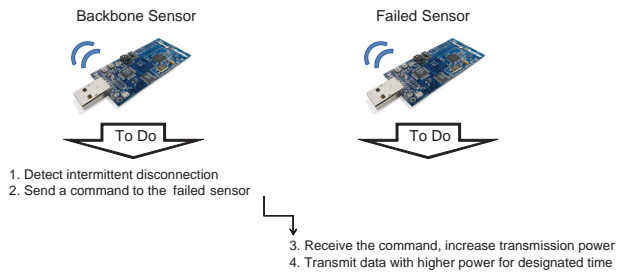 Backbone Sensor
Failed Sensor
To Do
To Do
1. Detect intermittent disconnection
2. Send a command to the failed sensor
3. Receive the command, increase transmission power
4. Transmit data with higher power for designated time